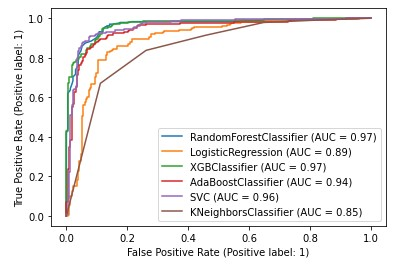 True Positive Rate (Positive label: 1)
1.0
0.8
0.6
0.4
0.2
0.0
RandomForestClassifier (AUC = 0.97)
LogisticRegression (AUC = 0.89)
XGBClassifier (AUC = 0.97)
AdaBoostClassifier (AUC = 0.94)
SVC (AUC = 0.96)
KNeighborsClassifier (AUC = 0.85)
0.0 0.2 0.4 0.6 0.8 1.0
False Positive Rate (Positive label: 1)